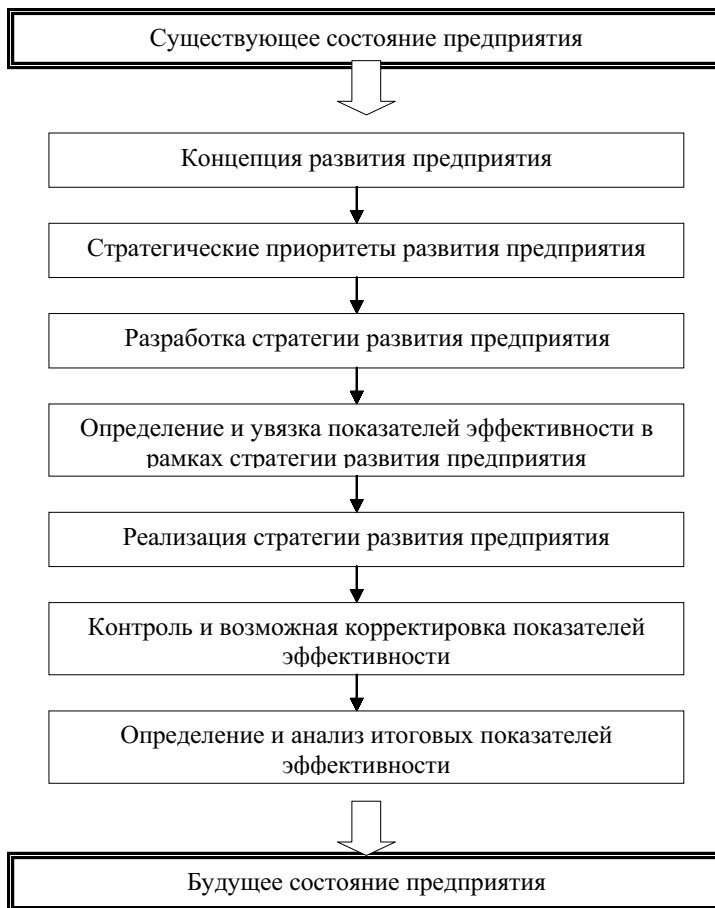 Существующее состояние предприятия
Концепция развития предприятия
Стратегические приоритеты развития предприятия
Разработка стратегии развития предприятия
Определение и увязка показателей эффективности в
рамках стратегии развития предприятия
Реализация стратегии развития предприятия
Контроль и возможная корректировка показателей
эффективности
Определение и анализ итоговых показателей
эффективности
Будущее состояние предприятия